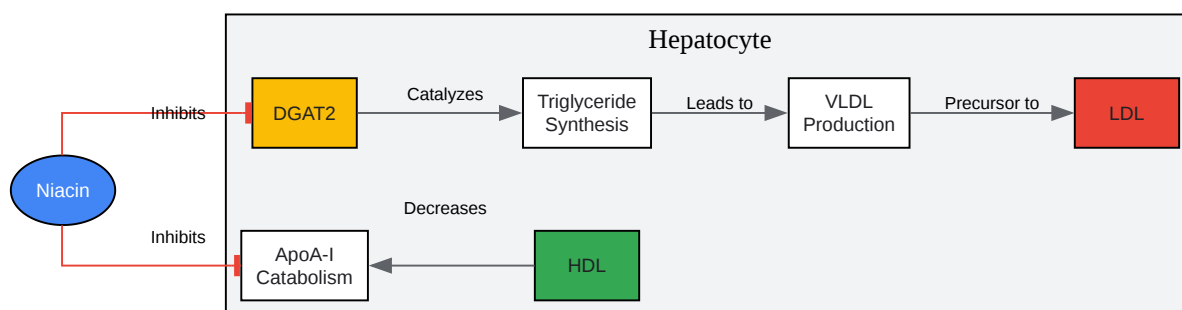 Hepatocyte
Inhibits
DGAT2
Catalyzes
Triglyceride
Synthesis
Leads to
VLDL
Production
Precursor to
LDL
Niacin
Decreases
Inhibits
ApoA-I
Catabolism
HDL